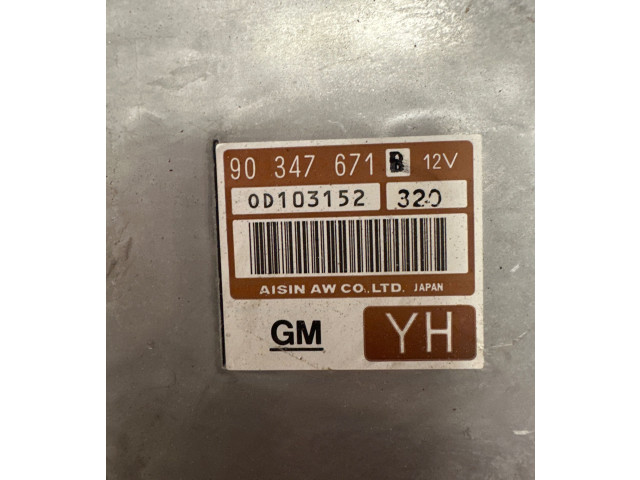 90 347 671 B 12V
0D103152 320
AISIN AW CO., LTD. JAPAN
GM YH